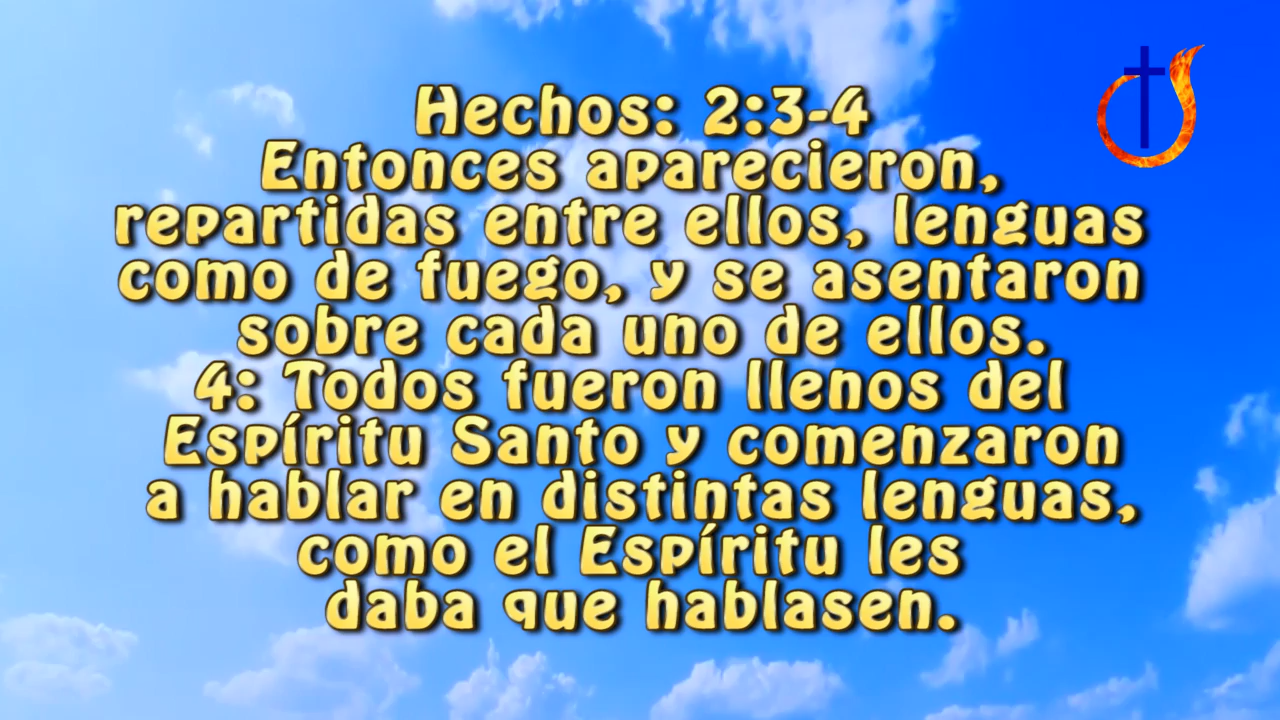 Hechos: 2:3-4
Entonces aparecieron,
repartidas entre ellos, lenguas
como de fuego, y se asentaron
sobre cada uno de ellos.
4: Todos fueron llenos del
Espíritu Santo y comenzaron
a hablar en distintas lenguas,
como el Espíritu les
daba que hablasen.